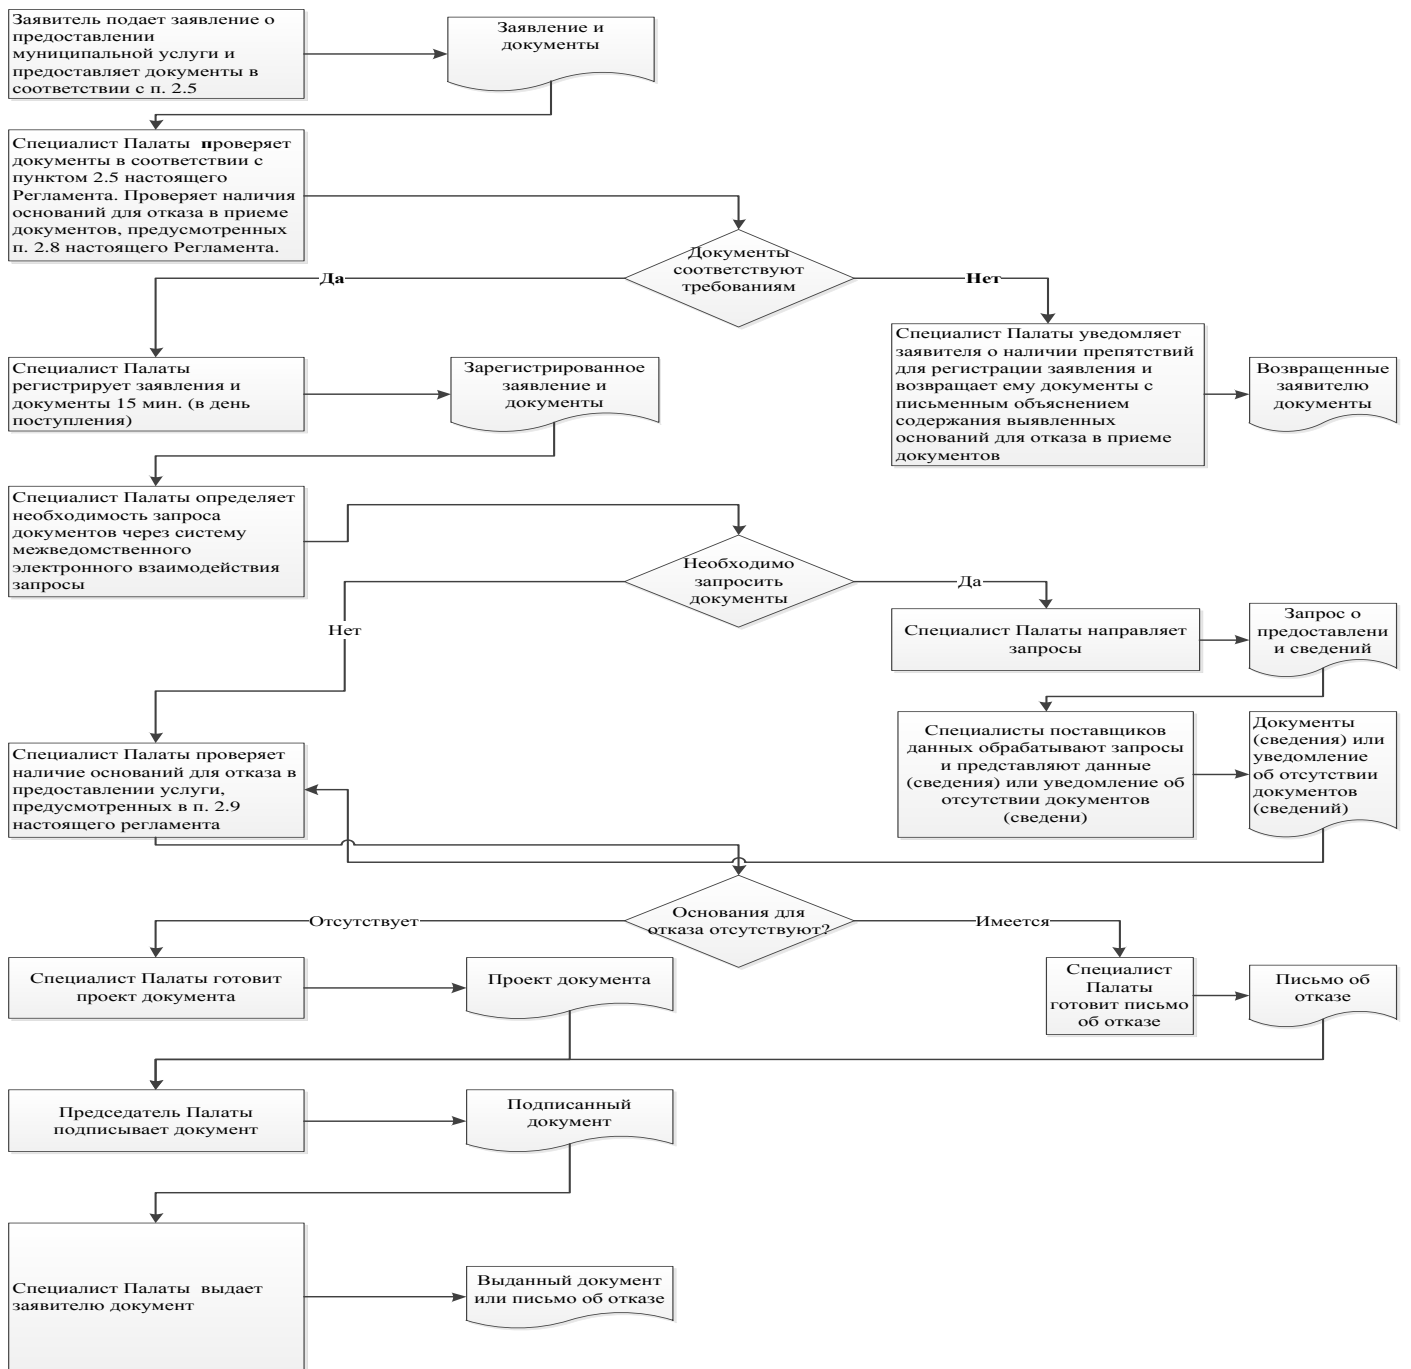 Заявитель подает заявление о
предоставлении
муниципальной услуги и
предоставляет документы в
соответствии с п. 2.5
Заявление и
документы
Специалист Палаты проверяет
документы в соответствии с
пунктом 2.5 настоящего
Регламента. Проверяет наличия
оснований для отказа в приеме
документов, предусмотренных
п. 2.8 настоящего Регламента.
Документы
соответствуют
требованиям
Да
Нет
Специалист Палаты
регистрирует заявления и
документы 15 мин. (в день
поступления)
Зарегистрированное
заявление и
документы
Специалист Палаты уведомляет
заявителя о наличии препятствий
для регистрации заявления и
возвращает ему документы с
письменным объяснением
содержания выявленных
оснований для отказа в приеме
документов
Возвращенные
заявителю
документы
Специалист Палаты определяет
необходимость запроса
документов через систему
межведомственного
электронного взаимодействия
запросы
Необходимо
запросить
документы
Да
Нет
Специалист Палаты направляет
запросы
Запрос о
предоставлени
и сведений
Специалисты поставщиков
данных обрабатывают запросы
и представляют данные
(сведения) или уведомление об
отсутствии документов
(сведени)
Документы
(сведения) или
уведомление
об отсутствии
документов
(сведений)
Специалист Палаты проверяет
наличие оснований для отказа в
предоставлении услуги,
предусмотренных в п. 2.9
настоящего регламента
Основания для
отказа отсутствуют?
Отсутствует
Имеется
Специалист Палаты готовит
проект документа
Проект документа
Специалист
Палаты
готовит письмо
об отказе
Письмо об
отказе
Председатель Палаты
подписывает документ
Подписанный
документ
Специалист Палаты выдает
заявителю документ
Выданный документ
или письмо об отказе